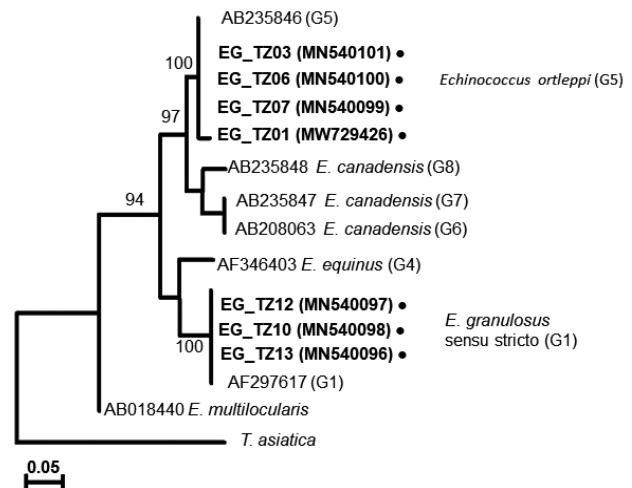 AB235846 (G5)
EG_TZ03 (MN540101) ●
100
EG_TZ06 (MN540100) ●
Echinococcus ortleppi (G5)
EG_TZ07 (MN540099) ●
97
EG_TZ01 (MW729426) ●
AB235848 E. canadensis (G8)
94
AB235847 E. canadensis (G7)
AB208063 E. canadensis (G6)
AF346403 E. equinus (G4)
EG_TZ12 (MN540097) ●
E. granulosus
EG_TZ10 (MN540098) ●
sensu stricto (G1)
100
EG_TZ13 (MN540096) ●
AF297617 (G1)
AB018440 E. multilocularis
T. asiatica
0.05